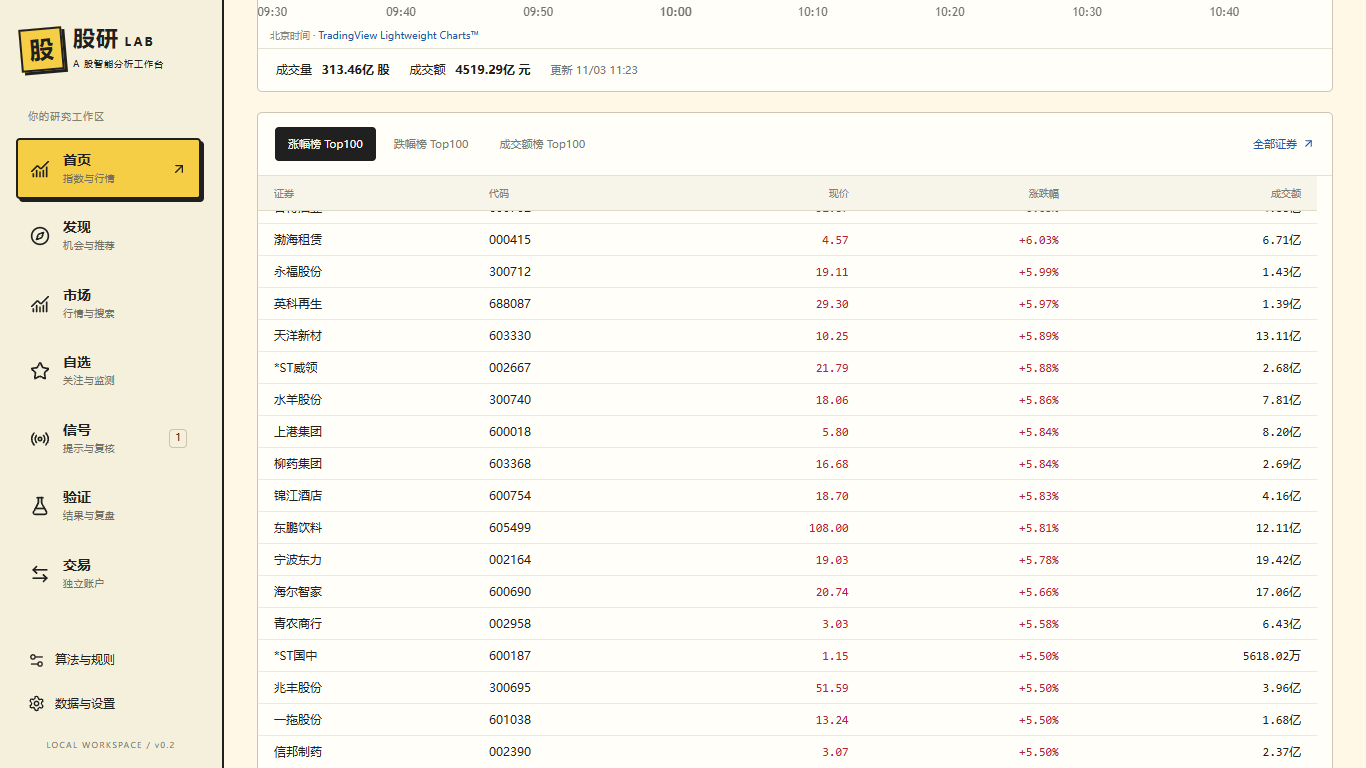 股
股研 LAB
A 股智能分析工作台
你的研究工作区
首页
指数与行情
发现
机会与推荐
市场
行情与搜索
自选
关注与监测
信号
提示与复核
1
验证
结果与复盘
交易
独立账户
算法与规则
数据与设置
LOCAL WORKSPACE / v0.2
09:30 09:40 09:50 10:00 10:10 10:20 10:30 10:40
北京时间 · TradingView Lightweight Charts™
成交量 313.46亿 股 成交额 4519.29亿 元 更新 11/03 11:23
涨幅榜 Top100 跌幅榜 Top100 成交额榜 Top100 全部证券
证券 代码 现价 涨跌幅 成交额
渤海租赁 000415 4.57 +6.03% 6.71亿
永福股份 300712 19.11 +5.99% 1.43亿
英科再生 688087 29.30 +5.97% 1.39亿
天洋新材 603330 10.25 +5.89% 13.11亿
*ST威领 002667 21.79 +5.88% 2.68亿
水羊股份 300740 18.06 +5.86% 7.81亿
上港集团 600018 5.80 +5.84% 8.20亿
柳药集团 603368 16.68 +5.84% 2.69亿
锦江酒店 600754 18.70 +5.83% 4.16亿
东鹏饮料 605499 108.00 +5.81% 12.11亿
宁波东力 002164 19.03 +5.78% 19.42亿
海尔智家 600690 20.74 +5.66% 17.06亿
青农商行 002958 3.03 +5.58% 6.43亿
*ST国中 600187 1.15 +5.50% 5618.02万
兆丰股份 300695 51.59 +5.50% 3.96亿
一拖股份 601038 13.24 +5.50% 1.68亿
信邦制药 002390 3.07 +5.50% 2.37亿